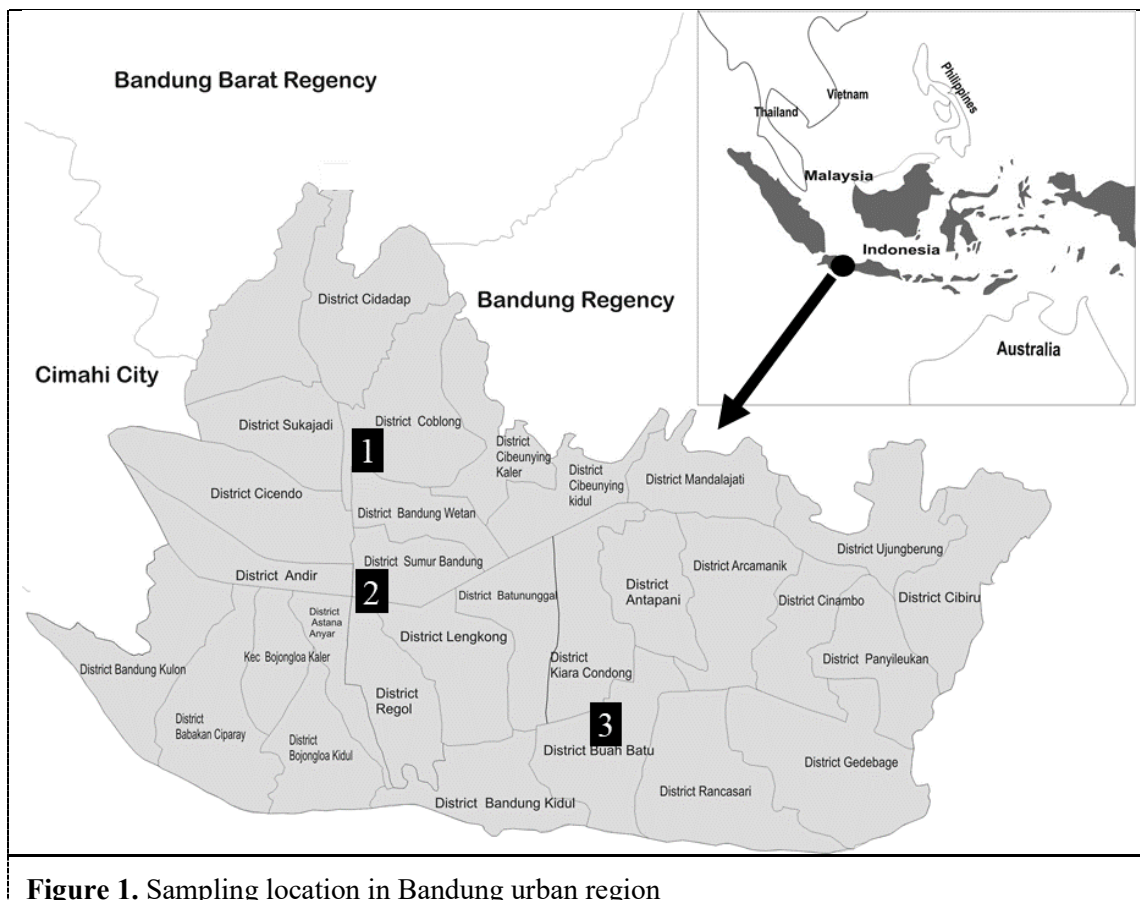 Bandung Barat Regency
Philippines
Vietnam
Thailand
Malaysia
Indonesia
Australia
District Cidadap
Bandung Regency
Cimahi City
District Sukajadi
District Coblong
1
District
Cibeunying
Kaler
District
Cibeunying
kidul
District Mandalajati
District Cicendo
District Bandung Wetan
District Ujungberung
District Sumur Bandung
District Andir
2
District Arcamanik
District
Antapani
District Batununggal
District Cinambo
District Cibiru
District
Astana
Anyar
District Lengkong
Kec Bojongloa Kaler
District Bandung Kulon
District
Kiara Condong
District Panyileukan
District
Regol
District
Babakan Ciparay
District
Bojongloa Kidul
3
District Buah Batu
District Gedebage
District Rancasari
District Bandung Kidul
Figure 1. Sampling location in Bandung urban region